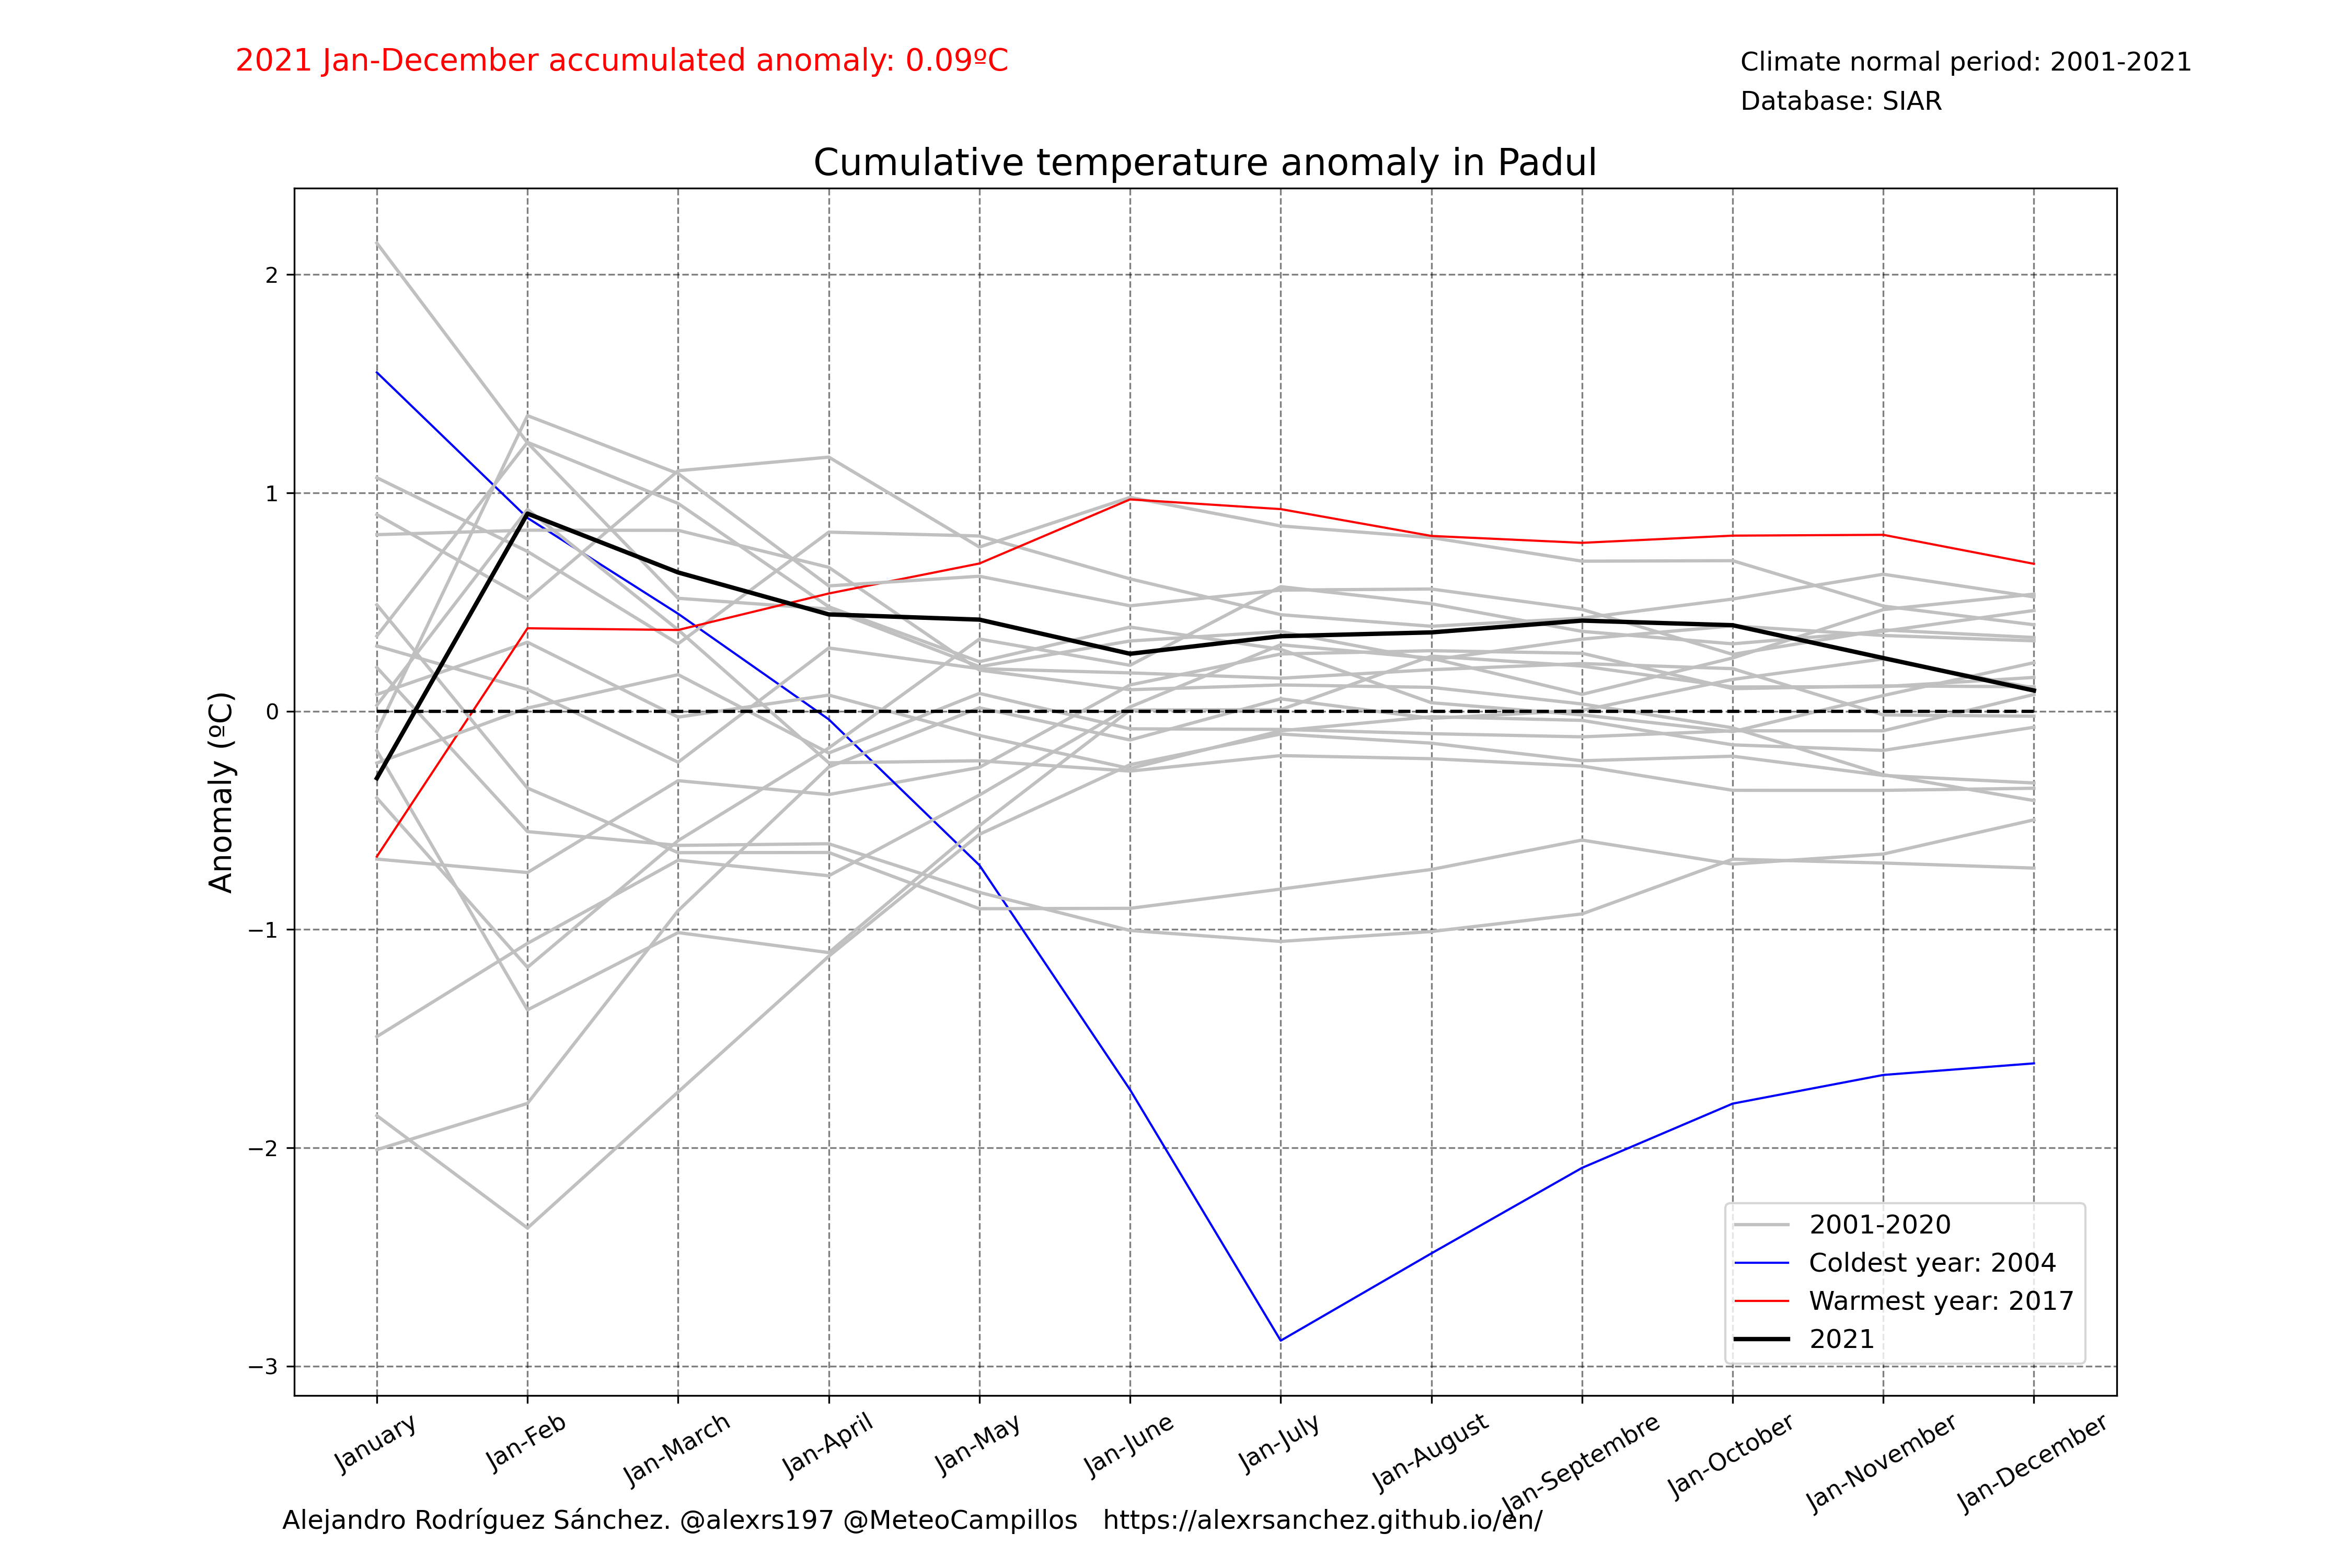 2021 Jan-December accumulated anomaly: 0.09ºC
Climate normal period: 2001-2021
Database: SIAR
Cumulative temperature anomaly in Padul
Anomaly (ºC)
2
1
0
−1
−2
−3
2001-2020
Coldest year: 2004
Warmest year: 2017
2021
January
Jan-Feb
Jan-March
Jan-April
Jan-May
Jan-June
Jan-July
Jan-August
Jan-Septembre
Jan-October
Jan-November
Jan-December
Alejandro Rodríguez Sánchez. @alexrs197 @MeteoCampillos   https://alexrsanchez.github.io/en/